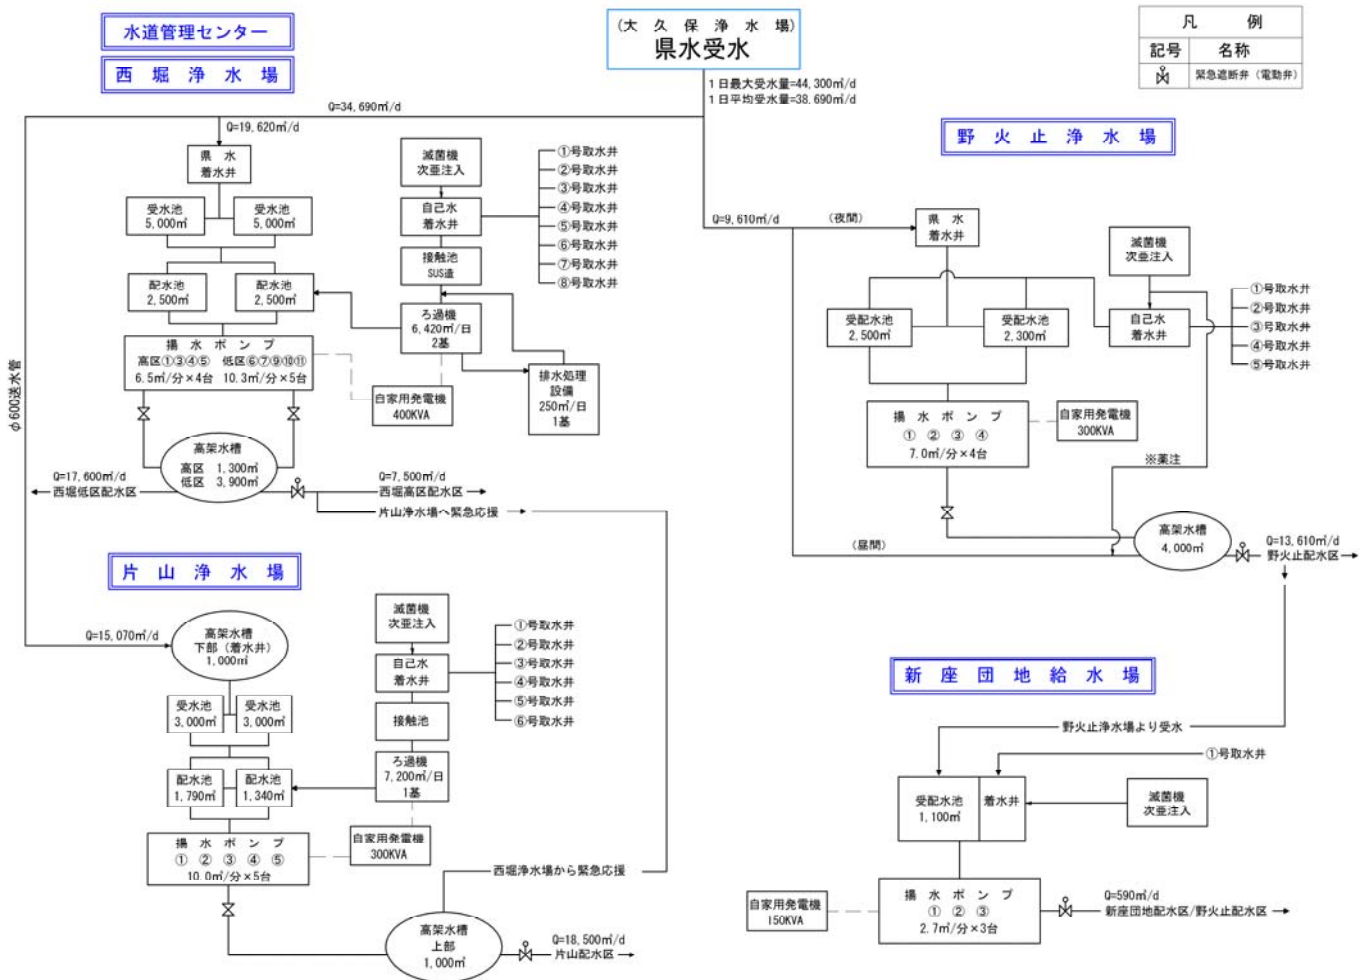 水道管理センター
西堀浄水場
(大久保浄水場)
県水受水
1日最大受水量=44,300㎥/d
1日平均受水量=38.690㎥/d
凡 例
記号 名称
緊急遮断弁（電動弁）
Q=34,690㎥/d
Q=19,620㎥/d
県水
着水井
受水池
5,000㎥
受水池
5,000㎥
配水池
2,500㎥
配水池
2,500㎥
揚水ポンプ
高区①③④⑤ 低区⑥⑦⑨⑩⑪
6.5㎥/分×4台 10.3㎥/分×5台
高架水槽
高区 1,300㎥
低区 3,900㎥
Q=17,600㎥/d
西堀低区配水区
Q=7,500㎥/d
西堀高区配水区
片山浄水場へ緊急応援
φ600送水管
滅菌機
次亜注入
自己水
着水井
接触池
SUS造
ろ過機
6,420㎥/日
2基
排水処理
設備
250㎥/日
1基
自家用発電機
400KVA
①号取水井
②号取水井
③号取水井
④号取水井
⑤号取水井
⑥号取水井
⑦号取水井
⑧号取水井
野火止浄水場
Q=9,610㎥/d
（夜間）
県水
着水井
滅菌機
次亜注入
自己水
着水井
①号取水井
②号取水井
③号取水井
④号取水井
⑤号取水井
受配水池
2,500㎥
受配水池
2,300㎥
揚水ポンプ
① ② ③ ④
7.0㎥/分×4台
自家用発電機
300KVA
※薬注
（昼間）
高架水槽
4,000㎥
Q=13,610㎥/d
野火止配水区
片山浄水場
Q=15,070㎥/d
高架水槽
下部（着水井）
1,000㎥
受水池
3,000㎥
受水池
3,000㎥
配水池
1,790㎥
配水池
1,340㎥
揚水ポンプ
① ② ③ ④ ⑤
10.0㎥/分×5台
滅菌機
次亜注入
自己水
着水井
接触池
ろ過機
7,200㎥/日
1基
自家用発電機
300KVA
①号取水井
②号取水井
③号取水井
④号取水井
⑤号取水井
⑥号取水井
西堀浄水場から緊急応援
高架水槽
上部
1,000㎥
Q=18,500㎥/d
片山配水区
新座団地給水場
野火止浄水場より受水
①号取水井
受配水池
1,100㎥
着水井
滅菌機
次亜注入
自家用発電機
150KVA
揚水ポンプ
① ② ③
2.7㎥/分×3台
Q=590㎥/d
新座団地配水区/野火止配水区